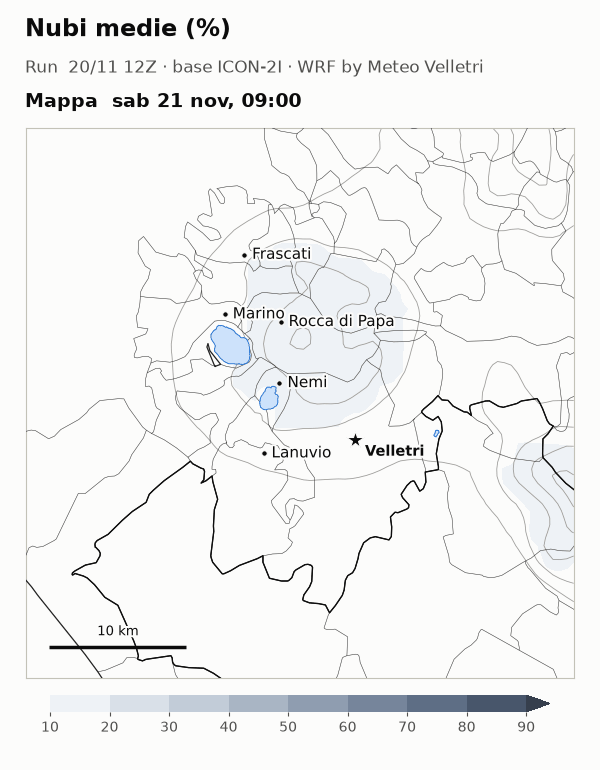 Nubi medie (%)
Run 20/11 12Z · base ICON-2I · WRF by Meteo Velletri
Mappa sab 21 nov, 09:00
Frascati
Marino
Rocca di Papa
Nemi
Velletri
Lanuvio
10 km
10 20 30 40 50 60 70 80 90